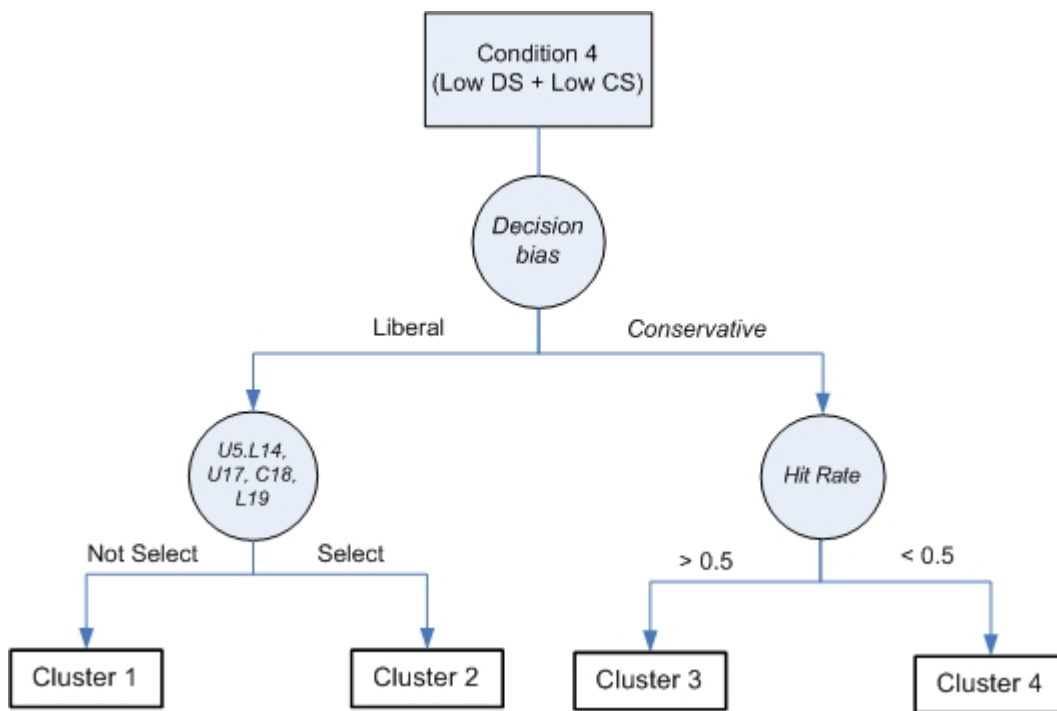 Condition 4
(Low DS + Low CS)
Decision
bias
Liberal
Conservative
U5.L14,
U17, C18,
L19
Hit Rate
Not Select
Select
> 0.5
< 0.5
Cluster 1
Cluster 2
Cluster 3
Cluster 4